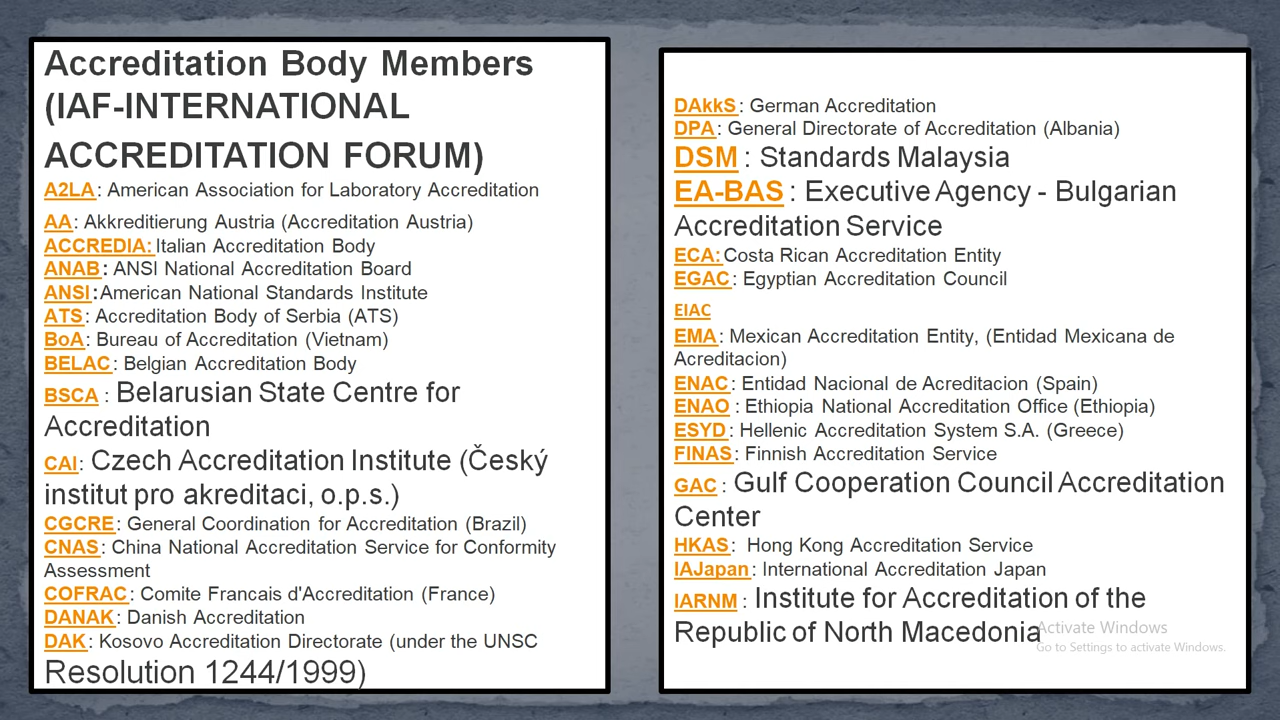 Accreditation Body Members
(IAF-INTERNATIONAL
ACCREDITATION FORUM)
A2LA: American Association for Laboratory Accreditation
AA: Akkreditierung Austria (Accreditation Austria)
ACCREDIA: Italian Accreditation Body
ANAB: ANSI National Accreditation Board
ANSI:American National Standards Institute
ATS: Accreditation Body of Serbia (ATS)
BoA: Bureau of Accreditation (Vietnam)
BELAC: Belgian Accreditation Body
BSCA : Belarusian State Centre for
Accreditation
CAI: Czech Accreditation Institute (Český
institut pro akreditaci, o.p.s.)
CGCRE: General Coordination for Accreditation (Brazil)
CNAS: China National Accreditation Service for Conformity
Assessment
COFRAC: Comite Francais d'Accreditation (France)
DANAK: Danish Accreditation
DAK: Kosovo Accreditation Directorate (under the UNSC
Resolution 1244/1999)
DAkkS: German Accreditation
DPA: General Directorate of Accreditation (Albania)
DSM : Standards Malaysia
EA-BAS : Executive Agency - Bulgarian
Accreditation Service
ECA: Costa Rican Accreditation Entity
EGAC: Egyptian Accreditation Council
EIAC
EMA: Mexican Accreditation Entity, (Entidad Mexicana de
Acreditacion)
ENAC: Entidad Nacional de Acreditacion (Spain)
ENAO : Ethiopia National Accreditation Office (Ethiopia)
ESYD: Hellenic Accreditation System S.A. (Greece)
FINAS: Finnish Accreditation Service
GAC : Gulf Cooperation Council Accreditation
Center
HKAS: Hong Kong Accreditation Service
IAJapan: International Accreditation Japan
IARNM : Institute for Accreditation of the
Republic of North Macedonia
Activate Windows
Go to Settings to activate Windows.